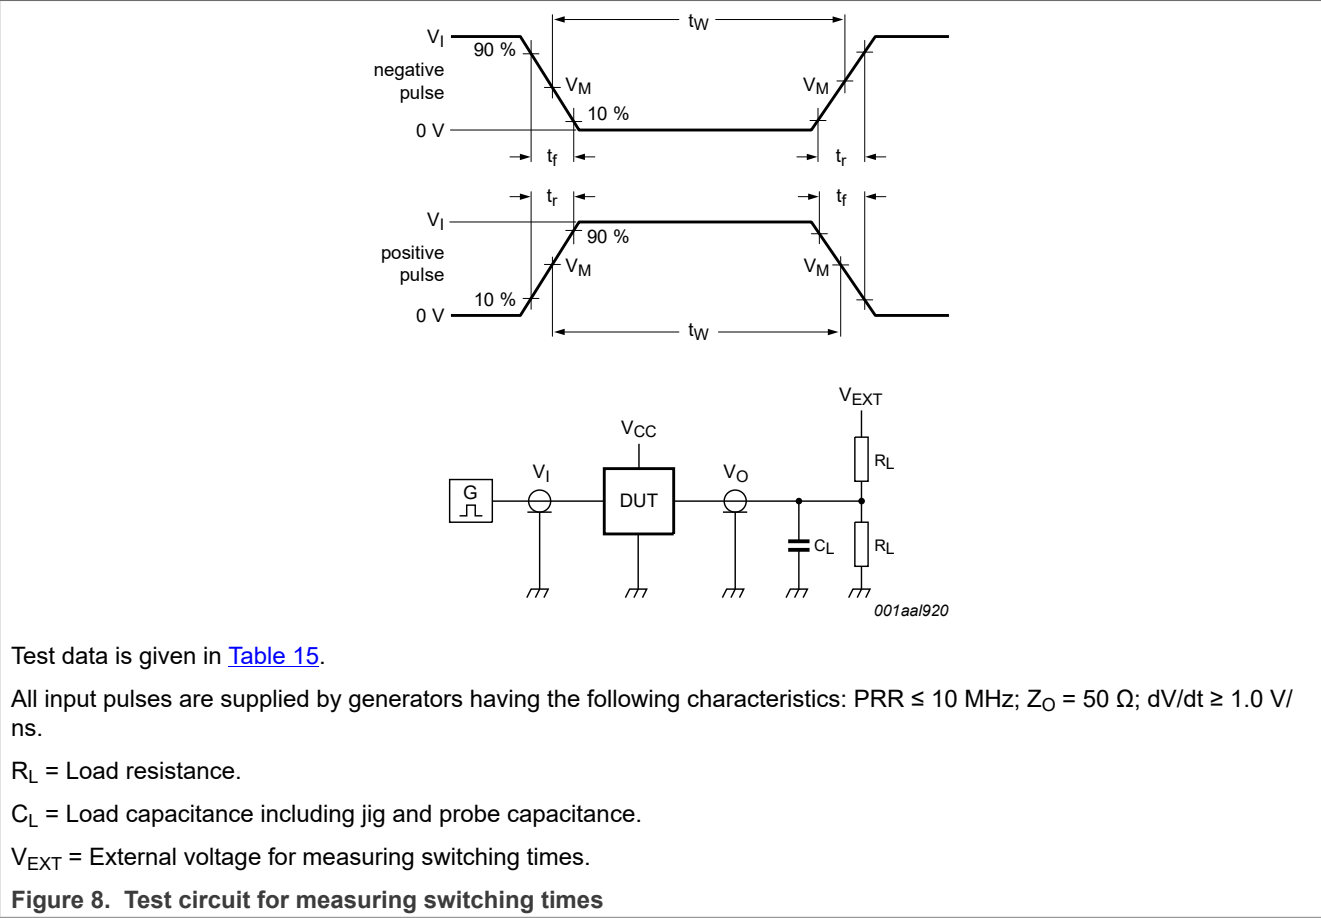 tW
VI
90 %
negative
pulse
VM
VM
10 %
0 V
tf
tr
tr
tf
VI
90 %
positive
pulse
VM
VM
10 %
0 V
tW
VEXT
VCC
RL
VI
VO
G
DUT
CL
RL
001aal920
Test data is given in Table 15.
All input pulses are supplied by generators having the following characteristics: PRR ≤ 10 MHz; ZO = 50 Ω; dV/dt ≥ 1.0 V/
ns.
RL = Load resistance.
CL = Load capacitance including jig and probe capacitance.
VEXT = External voltage for measuring switching times.
Figure 8. Test circuit for measuring switching times